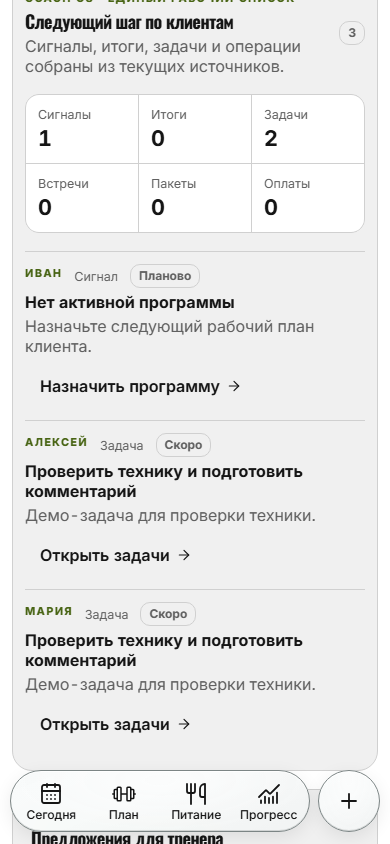 Следующий шаг по клиентам
3
Сигналы, итоги, задачи и операции
собраны из текущих источников.
Сигналы
Итоги
Задачи
1
0
2
Встречи
Пакеты
Оплаты
0
0
0
ИВАН Сигнал Планово
Нет активной программы
Назначьте следующий рабочий план
клиента.
Назначить программу →
АЛЕКСЕЙ Задача Скоро
Проверить технику и подготовить
комментарий
Демо-задача для проверки техники.
Открыть задачи →
МАРИЯ Задача Скоро
Проверить технику и подготовить
комментарий
Демо-задача для проверки техники.
Открыть задачи →
Сегодня
План
Питание
Прогресс
Предложения для тренера